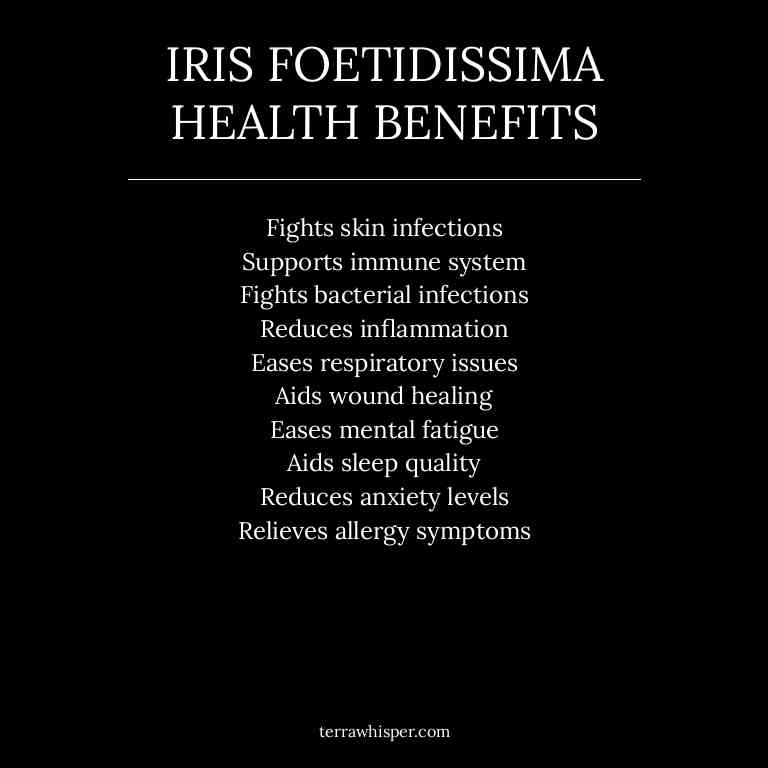 IRIS FOETIDISSIMA
HEALTH BENEFITS
Fights skin infections
Supports immune system
Fights bacterial infections
Reduces inflammation
Eases respiratory issues
Aids wound healing
Eases mental fatigue
Aids sleep quality
Reduces anxiety levels
Relieves allergy symptoms
terrawhisper.com